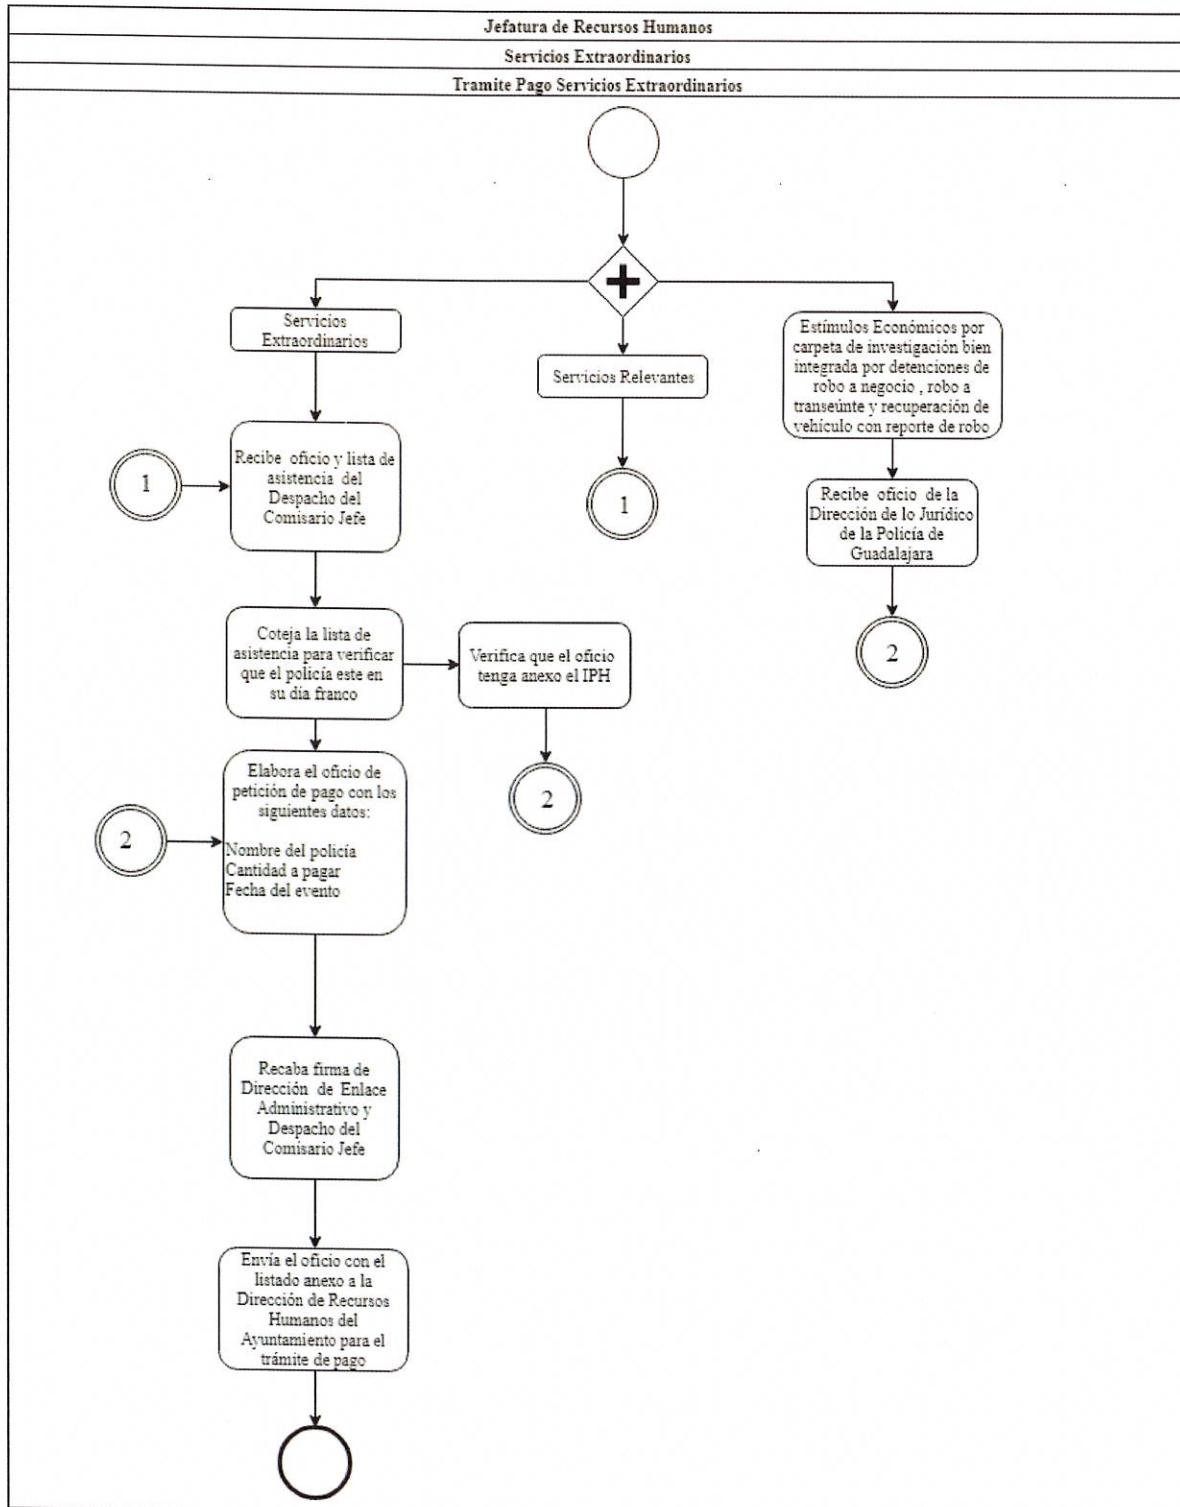 Jefatura de Recursos Humanos
Servicios Extraordinarios
Tramite Pago Servicios Extraordinarios
Servicios
Extraordinarios
Servicios Relevantes
Estímulos Económicos por
carpeta de investigación bien
integrada por detenciones de
robo a negocio , robo a
transeúnte y recuperación de
vehículo con reporte de robo
1
Recibe oficio y lista de
asistencia del
Despacho del
Comisario Jefe
1
Recibe oficio de la
Dirección de lo Jurídico
de la Policía de
Guadalajara
2
Coteja la lista de
asistencia para verificar
que el policía este en
su día franco
Verifica que el oficio
tenga anexo el IPH
2
2
Elabora el oficio de
petición de pago con los
siguientes datos:
Nombre del policía
Cantidad a pagar
Fecha del evento
Recaba firma de
Dirección de Enlace
Administrativo y
Despacho del
Comisario Jefe
Envía el oficio con el
listado anexo a la
Dirección de Recursos
Humanos del
Ayuntamiento para el
trámite de pago